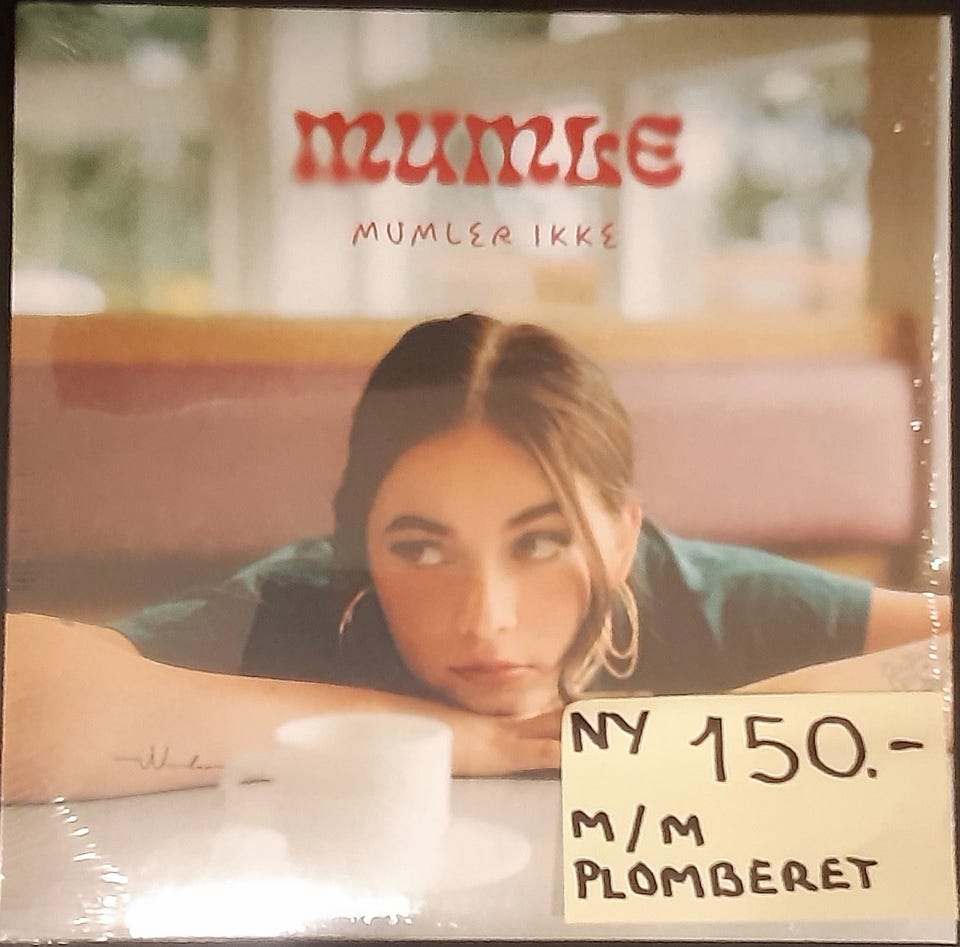 MUMLE
MUMLER IKKE
NY 150.-
M/M
PLOMBERET